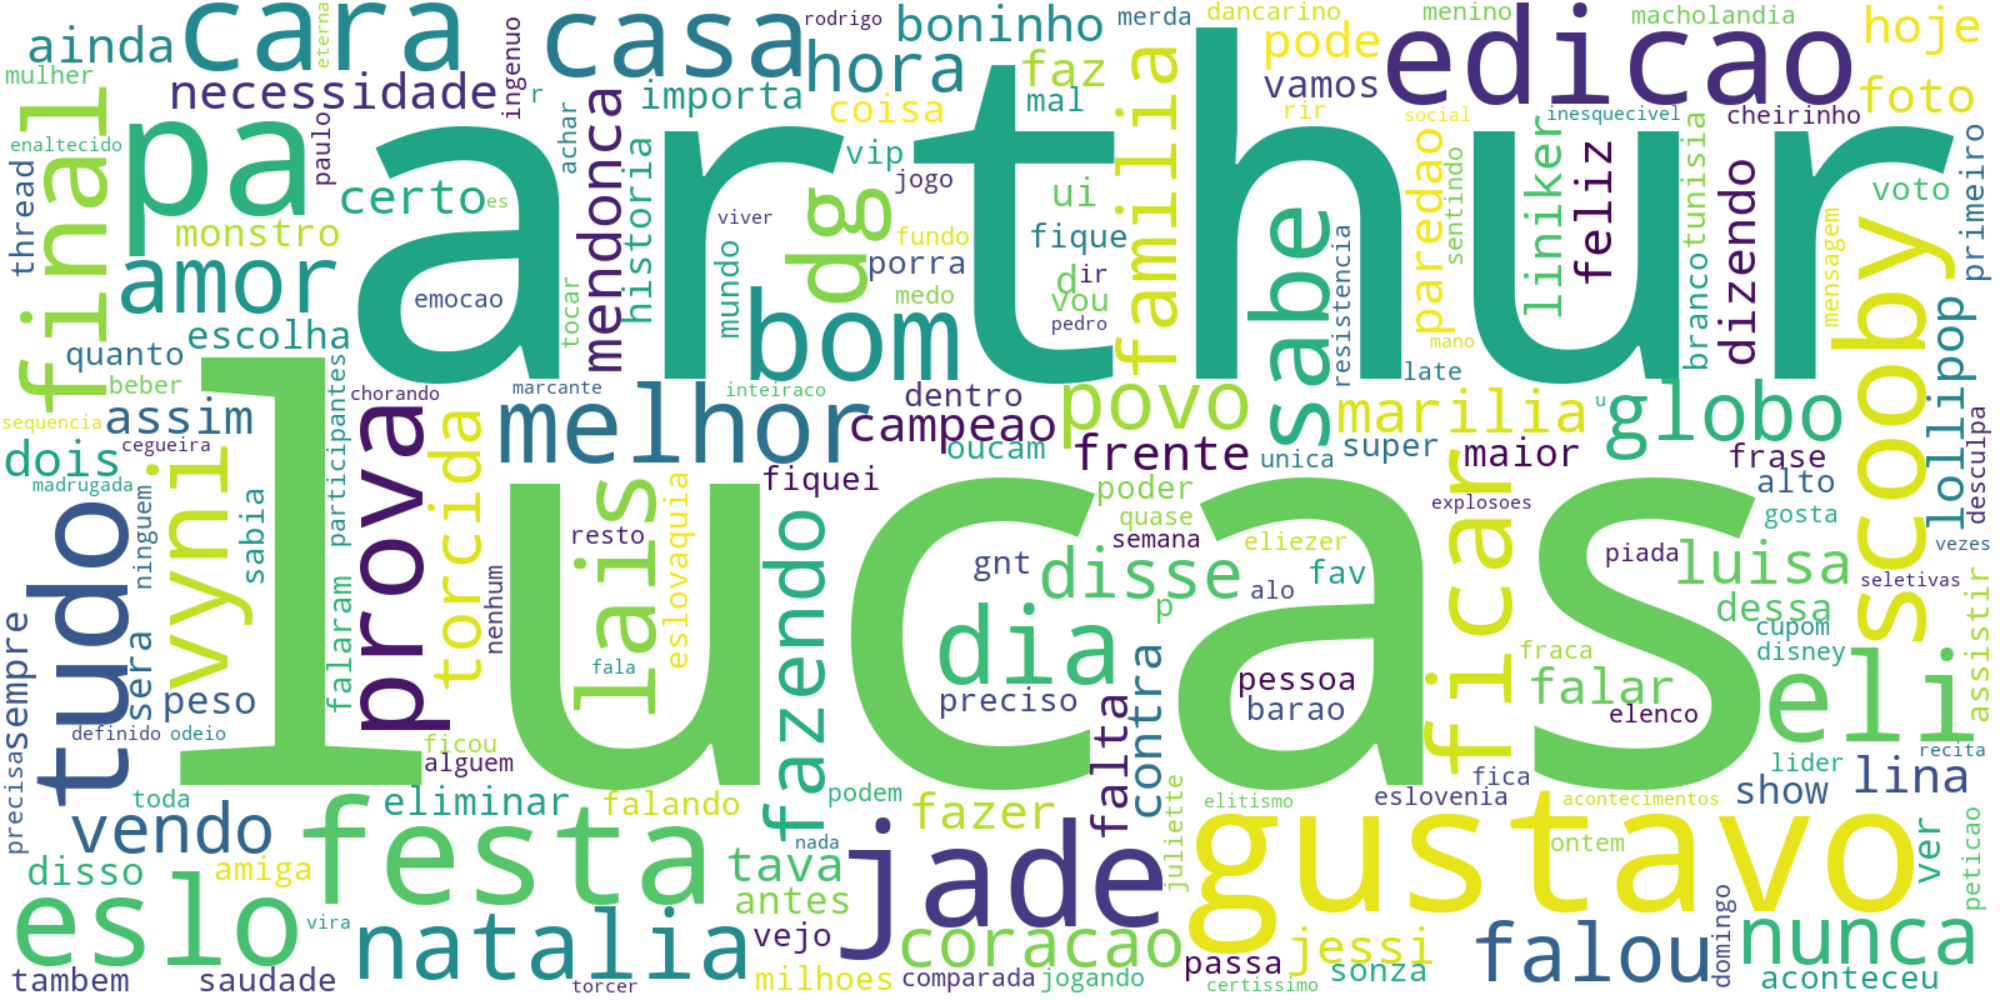 ainda
cara
eterna
casa
rodrigo
hora
boninho
merda
dancarino
menino
macholandia
hoje
mulher
necessidade
ingenuo
r
importa
faz
pode
vamos
edicao
foto
final
enaltecido
pa
paulo
achar
mendonca
historia
coisa
vip
mal
familia
rir
social
inesquecivel
cheirinho
thread
certo
es
arthur
viver
dg
jogo
ui
sabe
paredao
sentindo
liniker
feliz
brancotunisia
dizendo
voto
primeiro
monstro
amor
emocao
tocar
mundo
fundo
porra
medo
fique
d
ir
vou
pedro
resistencia
mano
mensagem
scooby
escolha
quanto
beber
participantes
chorando
marcante
bom
inteiraco
dentro
late
lollipop
sequencia
assim
cegueira
prova
torcida
melhor
campeao
oucam
povo
frente
marilia
super
unica
u
globo
maior
frase
desculpa
dois
madrugada
vyni
sabia
ninguem
lucas
resto
lais
eslovaquia
fiquei
fazendo
gnt
disse
poder
quase
semana
eliezer
alo
fav
ficar
explosoes
piada
luisa
alto
gosta
vezes
seletivas
tudo
falaram
nenhum
fala
dia
p
preciso
pessoa
barao
fraca
falar
elenco
dessa
cupom
disney
assistir
sempre
sera
peso
definido
odeio
ficou
alguem
falta
contra
fica
eli
lider
recita
precisa
vendo
toda
festa
eliminar
falando
podem
fazer
juliette
elitismo
eslovenia
acontecimentos
show
lina
disso
amiga
nada
tava
antes
jade
gustavo
ontem
ver
peticao
eslo
vira
natalia
vejo
coracao
jessi
falou
domingo
nunca
tambem
saudade
torcer
milhoes
comparada
jogando
passa
certissimo
sonza
aconteceu